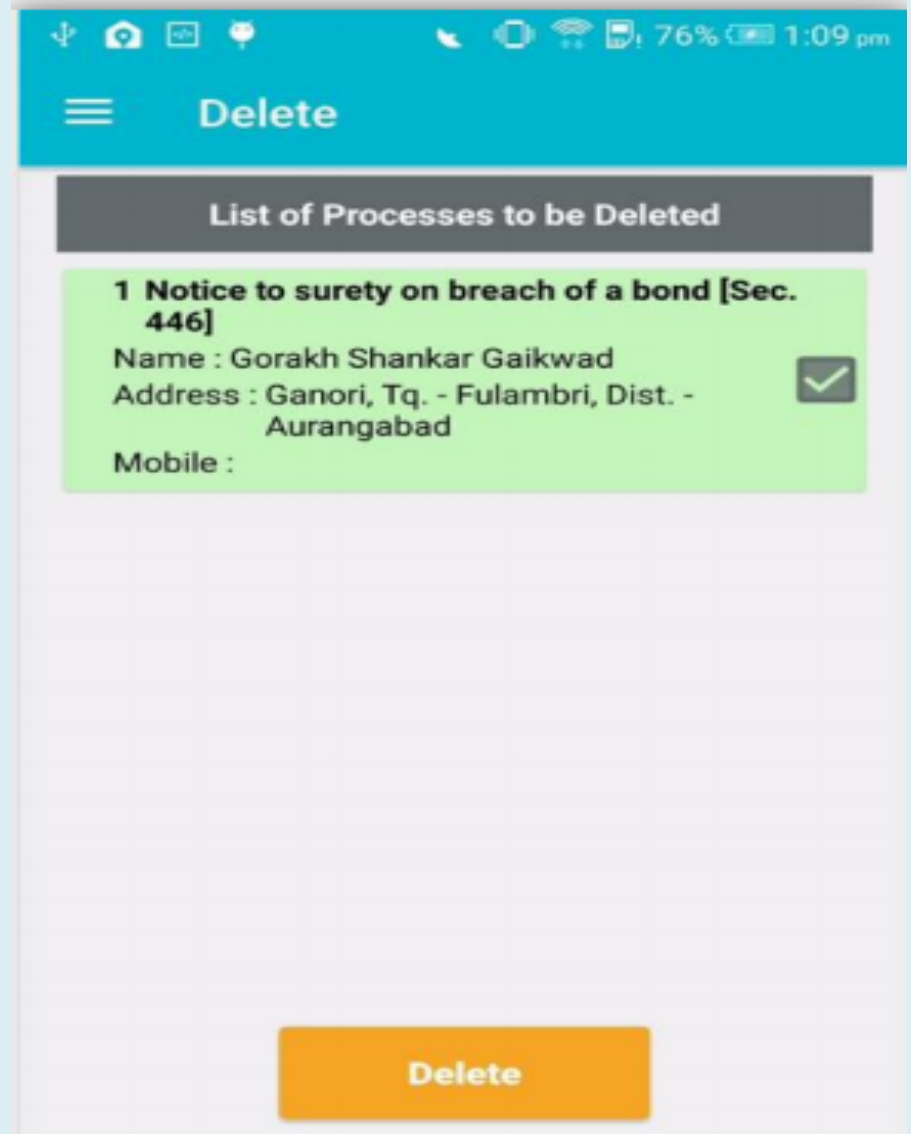 76% 1:09 pm
Delete
List of Processes to be Deleted
1 Notice to surety on breach of a bond [Sec.
446]
Name : Gorakh Shankar Gaikwad
Address : Ganori, Tq. - Fulambri, Dist. -
Aurangabad
Mobile :
Delete